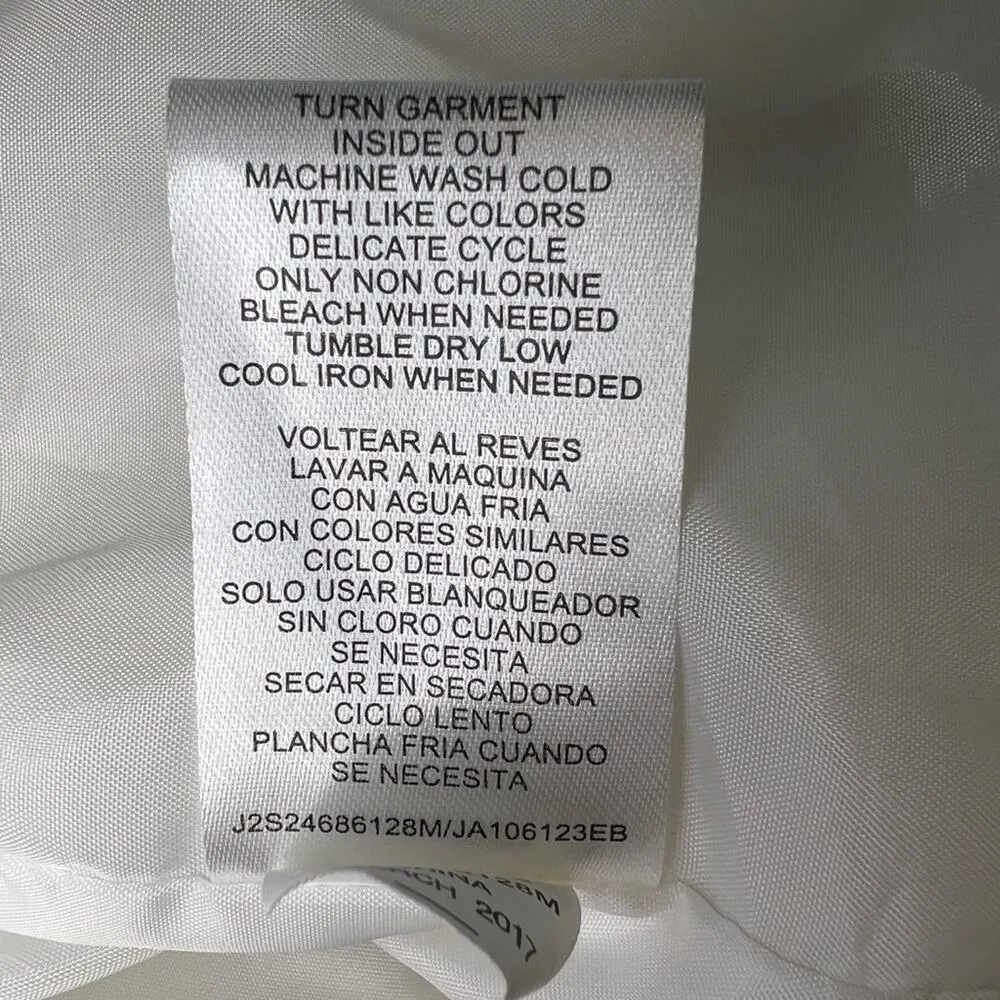 TURN GARMENT
INSIDE OUT
MACHINE WASH COLD
WITH LIKE COLORS
DELICATE CYCLE
ONLY NON CHLORINE
BLEACH WHEN NEEDED
TUMBLE DRY LOW
COOL IRON WHEN NEEDED
VOLTEAR AL REVES
LAVAR A MAQUINA
CON AGUA FRIA
CON COLORES SIMILARES
CICLO DELICADO
SOLO USAR BLANQUEADOR
SIN CLORO CUANDO
SE NECESITA
SECAR EN SECADORA
CICLO LENTO
PLANCHA FRIA CUANDO
SE NECESITA
J2S24686128M/JA106123EB
2017